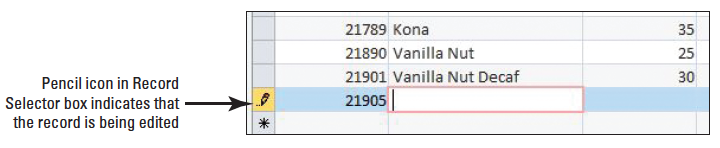 21789 Kona 35
21890 Vanilla Nut 25
21901 Vanilla Nut Decaf 30
21905
Pencil icon in Record
Selector box indicates that
the record is being edited